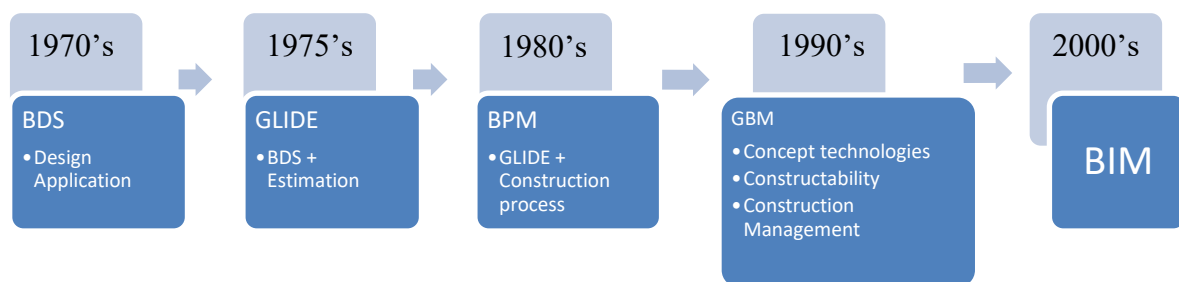 1970’s
BDS
•Design
Application
1975’s
GLIDE
•BDS +
Estimation
1980’s
BPM
•GLIDE +
Construction
process
1990’s
GBM
•Concept technologies
•Constructability
•Construction
Management
2000’s
BIM